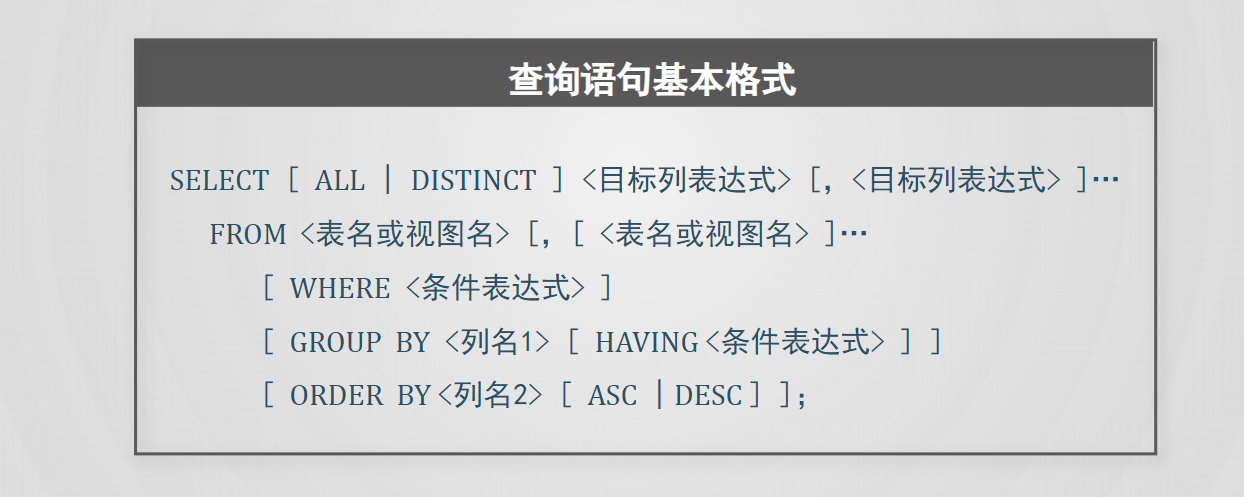 查询语句基本格式
SELECT [ ALL | DISTINCT ] <目标列表达式> [, <目标列表达式> ]…
FROM <表名或视图名> [, [ <表名或视图名> ]…
[ WHERE <条件表达式> ]
[ GROUP BY <列名1> [ HAVING <条件表达式> ] ]
[ ORDER BY <列名2> [ ASC | DESC ] ];